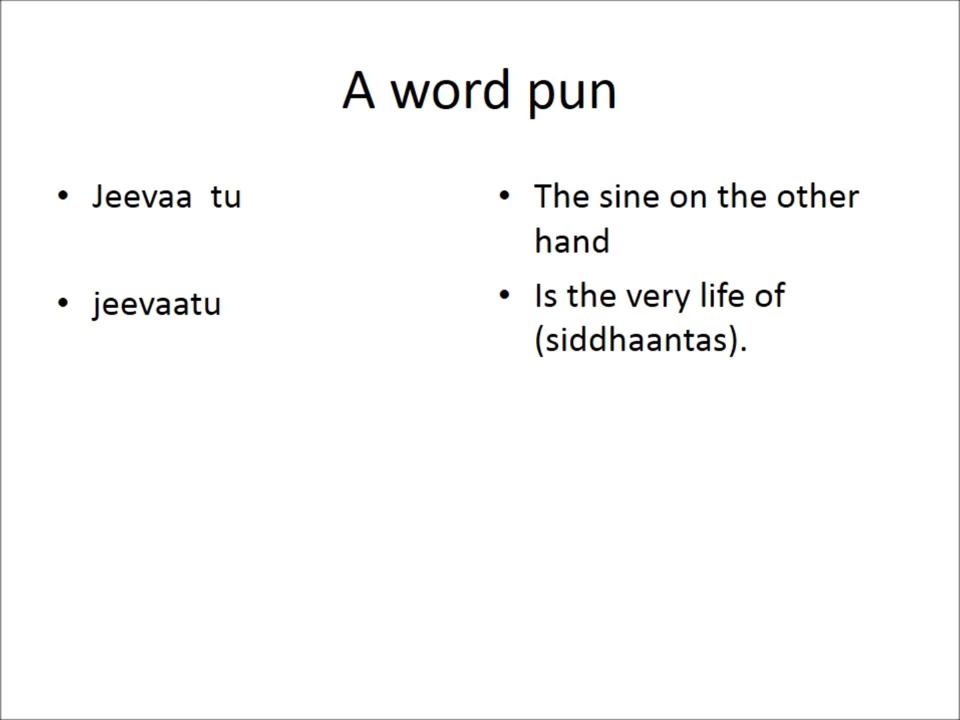 A word pun
Jeevaa tu
jeevaatu
The sine on the other
hand
Is the very life of
(siddhaantas).